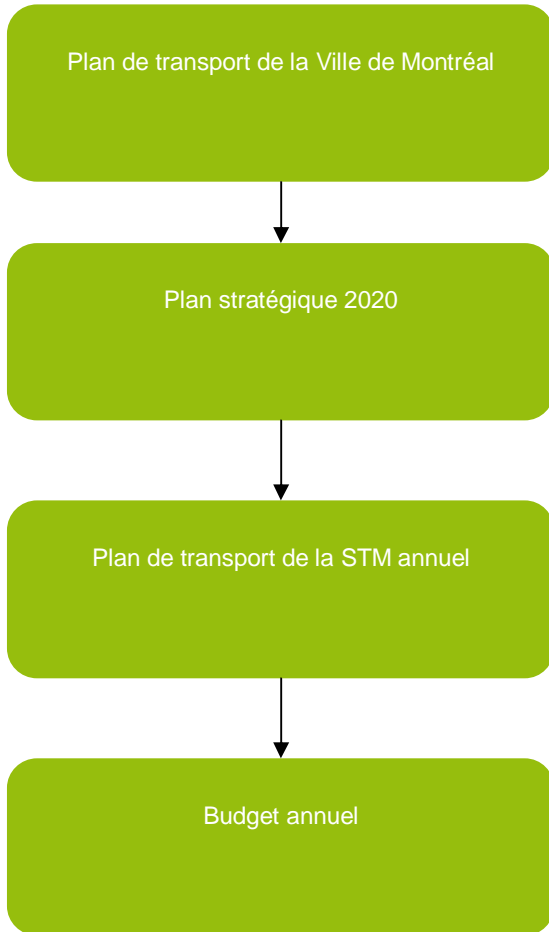 Plan de transport de la Ville de Montréal
Plan stratégique 2020
Plan de transport de la STM annuel
Budget annuel